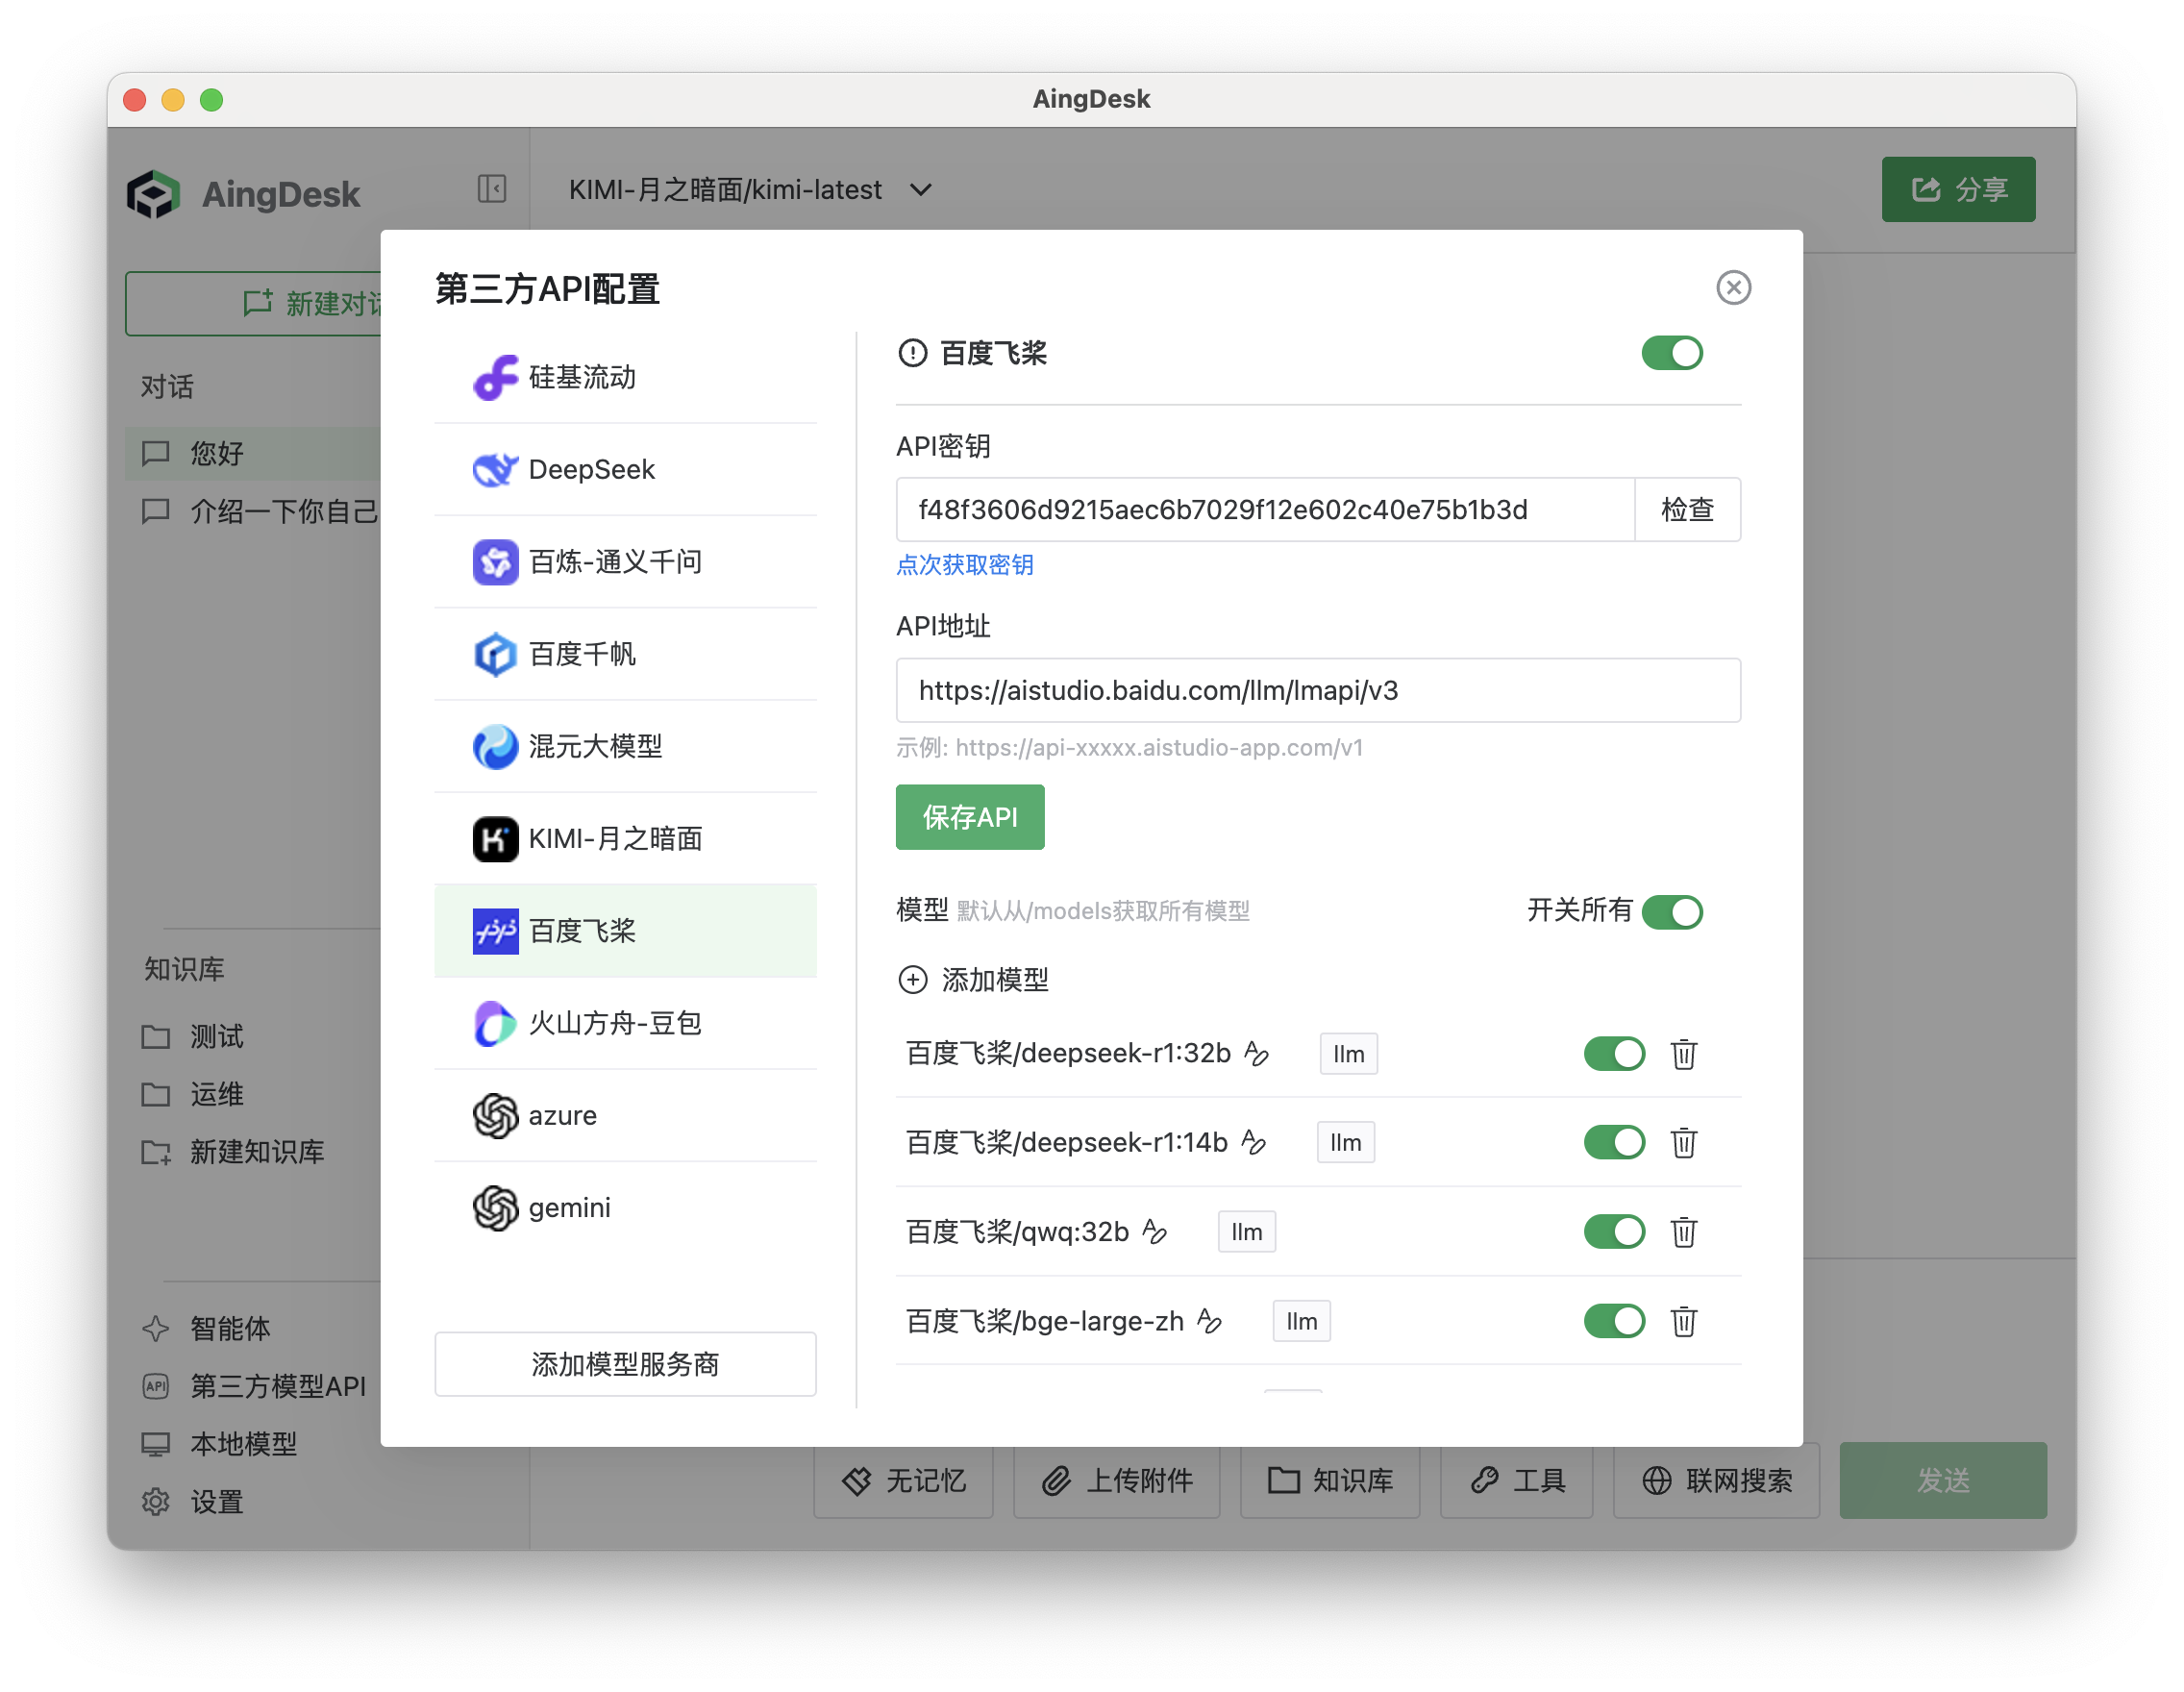 AingDesk
AingDesk
KIMI-月之暗面/kimi-latest
分享
新建对话
对话
您好
介绍一下你自己
知识库
测试
运维
新建知识库
智能体
API 第三方模型API
本地模型
设置
第三方API配置
硅基流动
DeepSeek
百炼-通义千问
百度千帆
混元大模型
KIMI-月之暗面
百度飞桨
火山方舟-豆包
azure
gemini
添加模型服务商
百度飞桨
API密钥
f48f3606d9215aec6b7029f12e602c40e75b1b3d 检查
点次获取密钥
API地址
https://aistudio.baidu.com/llm/lmapi/v3
示例: https://api-xxxxx.aistudio-app.com/v1
保存API
模型 默认从/models获取所有模型 开关所有
添加模型
百度飞桨/deepseek-r1:32b llm
百度飞桨/deepseek-r1:14b llm
百度飞桨/qwq:32b llm
百度飞桨/bge-large-zh llm
无记忆 上传附件 知识库 工具 联网搜索 发送